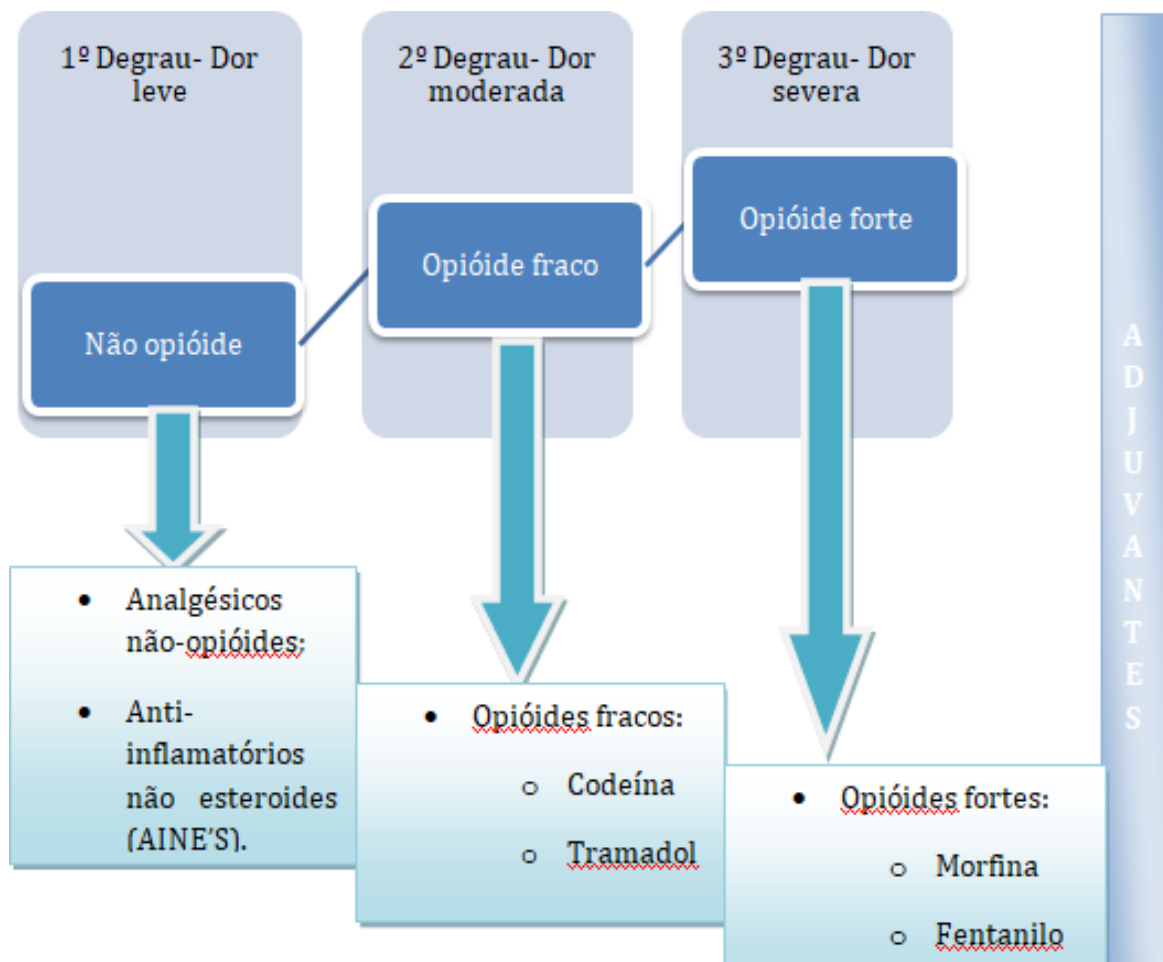 1º Degrau- Dor
leve
2º Degrau- Dor
moderada
3º Degrau- Dor
severa
Não opióide
Opióide fraco
Opióide forte
• Analgésicos
não-opióides;
• Anti-
inflamatórios
não esteroides
(AINE'S).
• Opióides fracos:
o Codeína
o Tramadol
• Opióides fortes:
o Morfina
o Fentanilo
A
D
J
U
V
A
N
T
E
S